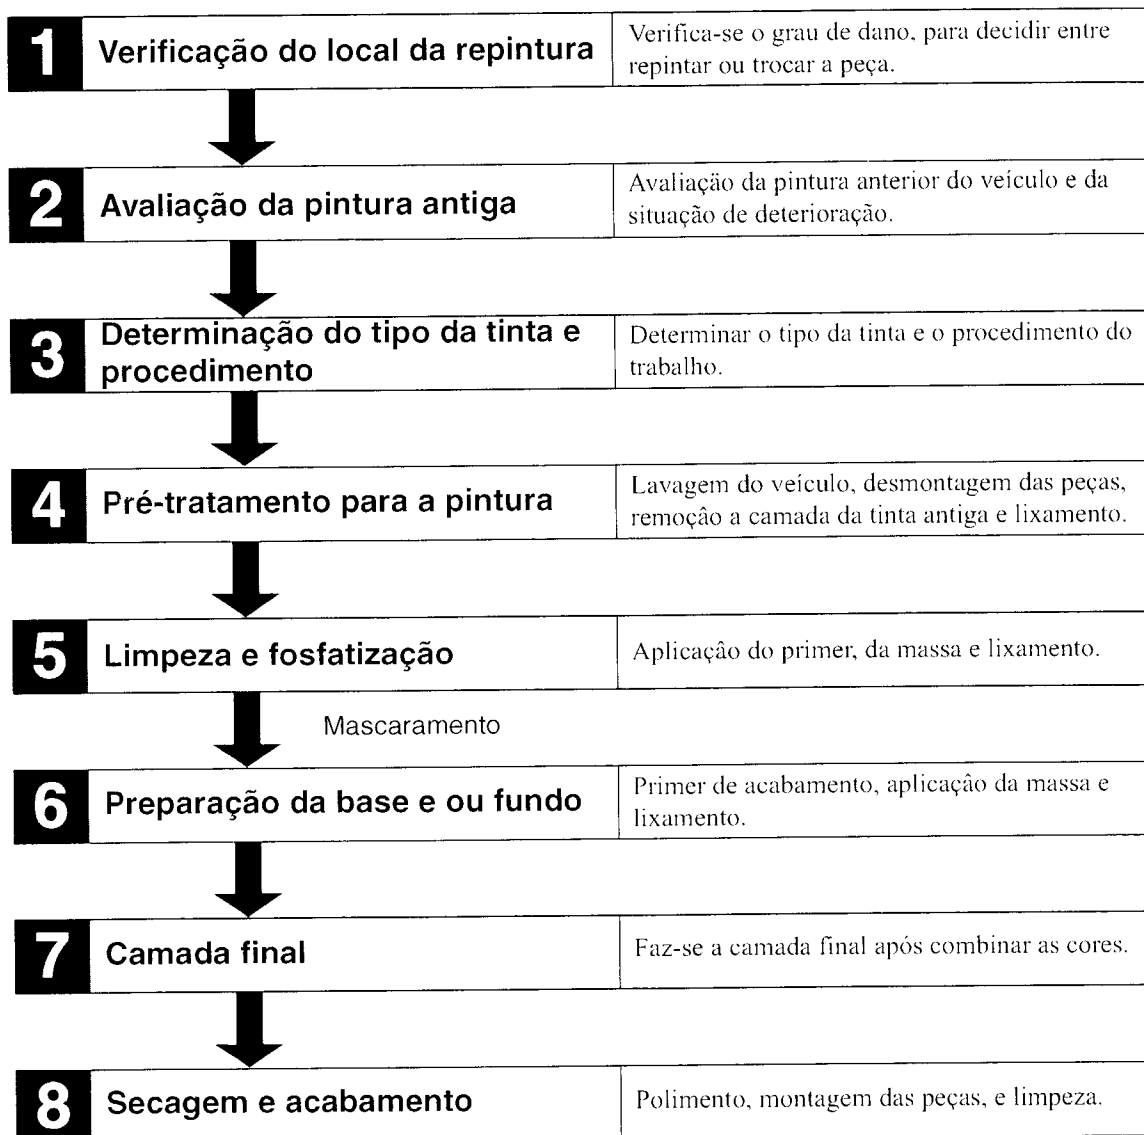 1
Verificação do local da repintura
Verifica-se o grau de dano, para decidir entre
repintar ou trocar a peça.
2
Avaliação da pintura antiga
Avaliação da pintura anterior do veículo e da
situação de deterioração.
3
Determinação do tipo da tinta e
procedimento
Determinar o tipo da tinta e o procedimento do
trabalho.
4
Pré-tratamento para a pintura
Lavagem do veículo, desmontagem das peças,
remoçâo a camada da tinta antiga e lixamento.
5
Limpeza e fosfatização
Aplicaçâo do primer, da massa e lixamento.
Mascaramento
6
Preparação da base e ou fundo
Primer de acabamento, aplicaçâo da massa e
lixamento.
7
Camada final
Faz-se a camada final após combinar as cores.
8
Secagem e acabamento
Polimento, montagem das peças, e limpeza.